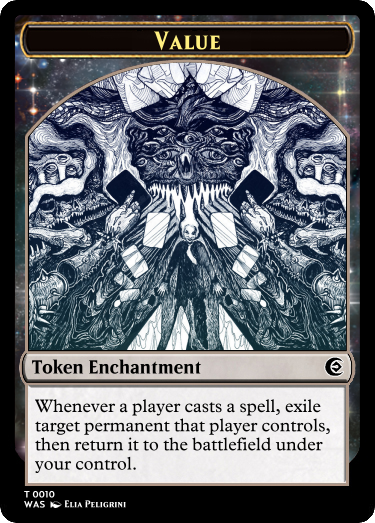 Value
Token Enchantment
Whenever a player casts a spell, exile
target permanent that player controls,
then return it to the battlefield under
your control.
T 0010
WAS Elia Peligrini